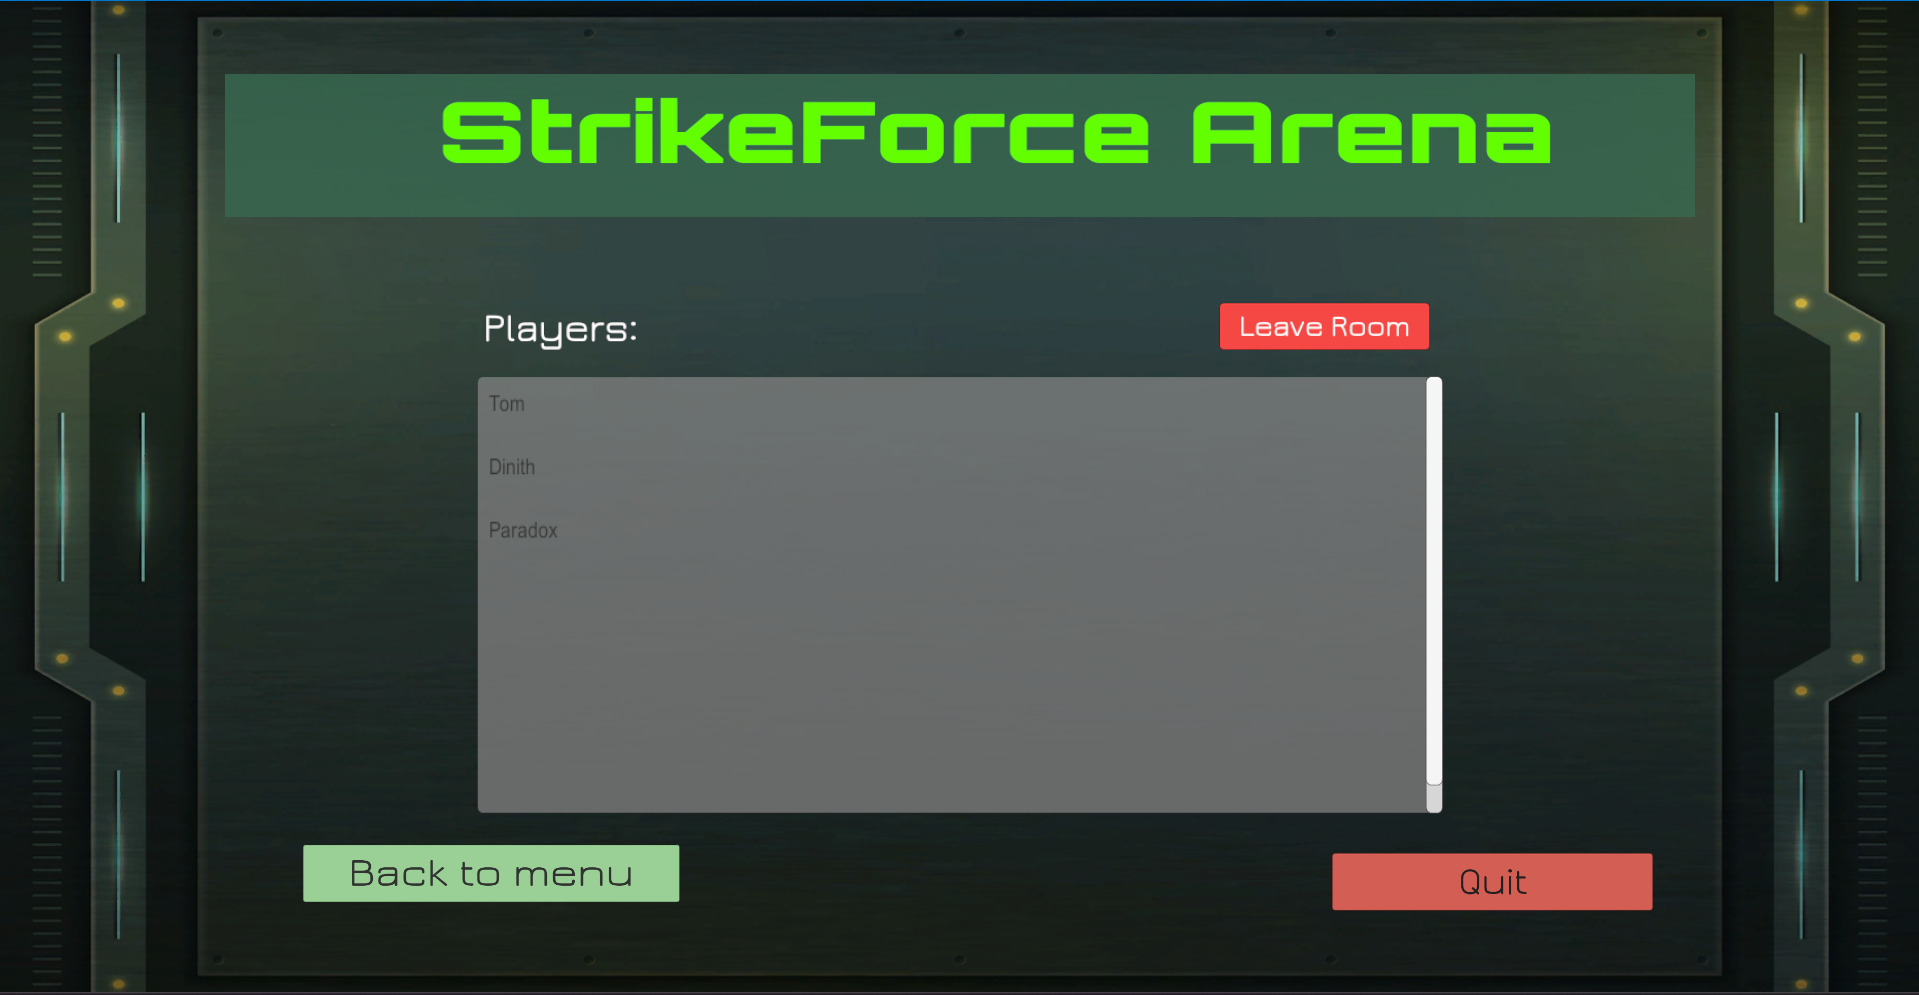 StrikeForce Arena
Players:
Leave Room
Tom
Dinith
Paradox
Back to menu
Quit